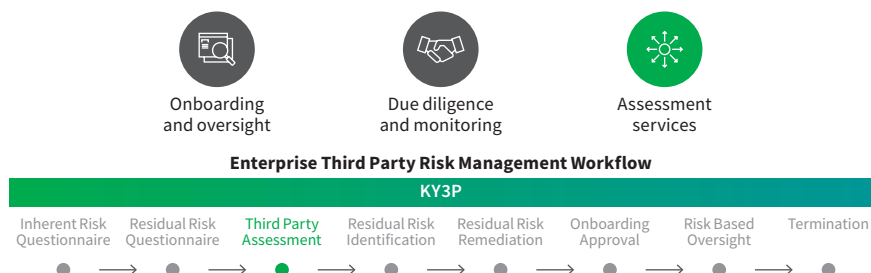 Onboarding
and oversight
Due diligence
and monitoring
Assessment
services
Enterprise Third Party Risk Management Workflow
KY3P
Inherent Risk
Questionnaire
Residual Risk
Questionnaire
Third Party
Assessment
Residual Risk
Identification
Residual Risk
Remediation
Onboarding
Approval
Risk Based
Oversight
Termination